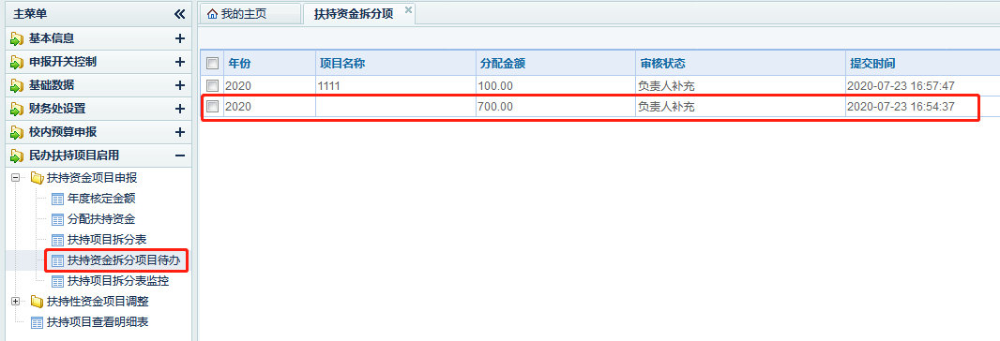 主菜单
基本信息
申报开关控制
基础数据
财务处设置
校内预算申报
民办扶持项目启用
扶持资金项目申报
年度核定金额
分配扶持资金
扶持项目拆分表
扶持资金拆分项目待办
扶持项目拆分表监控
扶持性资金项目调整
扶持项目查看明细表
我的主页 扶持资金拆分项
年份 项目名称 分配金额 审核状态 提交时间
2020 1111 100.00 负责人补充 2020-07-23 16:57:47
2020 700.00 负责人补充 2020-07-23 16:54:37